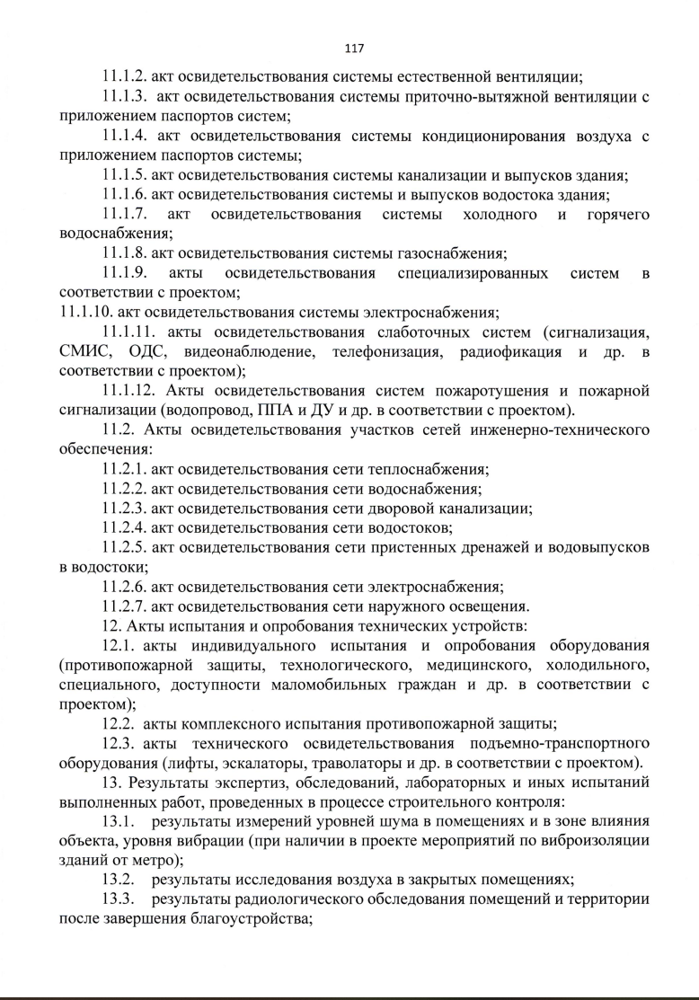 117
11.1.2. акт освидетельствования системы естественной вентиляции;
11.1.3. акт освидетельствования системы приточно-вытяжной вентиляции с
приложением паспортов систем;
11.1.4. акт освидетельствования системы кондиционирования воздуха с
приложением паспортов системы;
11.1.5. акт освидетельствования системы канализации и выпусков здания;
11.1.6. акт освидетельствования системы и выпусков водостока здания;
11.1.7. акт освидетельствования системы холодного и горячего
водоснабжения;
11.1.8. акт освидетельствования системы газоснабжения;
11.1.9. акты освидетельствования специализированных систем в
соответствии с проектом;
11.1.10. акт освидетельствования системы электроснабжения;
11.1.11. акты освидетельствования слаботочных систем (сигнализация,
СМИС, ОДС, видеонаблюдение, телефонизация, радиофикация и др. в
соответствии с проектом);
11.1.12. Акты освидетельствования систем пожаротушения и пожарной
сигнализации (водопровод, ППА и ДУ и др. в соответствии с проектом).
11.2. Акты освидетельствования участков сетей инженерно-технического
обеспечения:
11.2.1. акт освидетельствования сети теплоснабжения;
11.2.2. акт освидетельствования сети водоснабжения;
11.2.3. акт освидетельствования сети дворовой канализации;
11.2.4. акт освидетельствования сети водостоков;
11.2.5. акт освидетельствования сети пристенных дренажей и водовыпусков
в водостоки;
11.2.6. акт освидетельствования сети электроснабжения;
11.2.7. акт освидетельствования сети наружного освещения.
12. Акты испытания и опробования технических устройств:
12.1. акты индивидуального испытания и опробования оборудования
(противопожарной защиты, технологического, медицинского, холодильного,
специального, доступности маломобильных граждан и др. в соответствии с
проектом);
12.2. акты комплексного испытания противопожарной защиты;
12.3. акты технического освидетельствования подъемно-транспортного
оборудования (лифты, эскалаторы, траволаторы и др. в соответствии с проектом).
13. Результаты экспертиз, обследований, лабораторных и иных испытаний
выполненных работ, проведенных в процессе строительного контроля:
13.1. результаты измерений уровней шума в помещениях и в зоне влияния
объекта, уровня вибрации (при наличии в проекте мероприятий по виброизоляции
зданий от метро);
13.2. результаты исследования воздуха в закрытых помещениях;
13.3. результаты радиологического обследования помещений и территории
после завершения благоустройства;